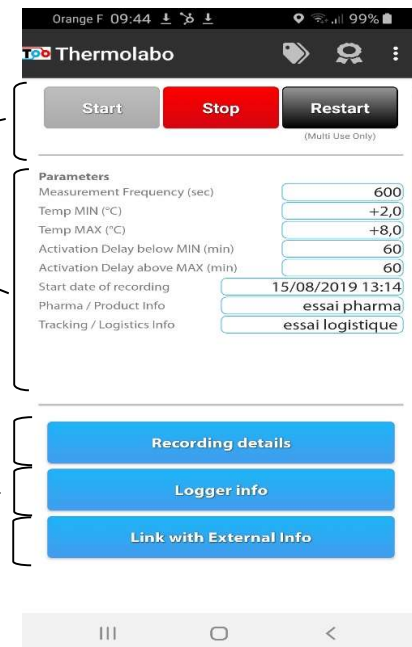 Orange F 09:44 99%
TPB Thermolabo
Start Stop Restart
(Multi Use Only)
Parameters
Measurement Frequency (sec) 600
Temp MIN (°C) +2,0
Temp MAX (°C) +8,0
Activation Delay below MIN (min) 60
Activation Delay above MAX (min) 60
Start date of recording 15/08/2019 13:14
Pharma / Product Info essai pharma
Tracking / Logistics Info essai logistique
Recording details
Logger info
Link with External Info